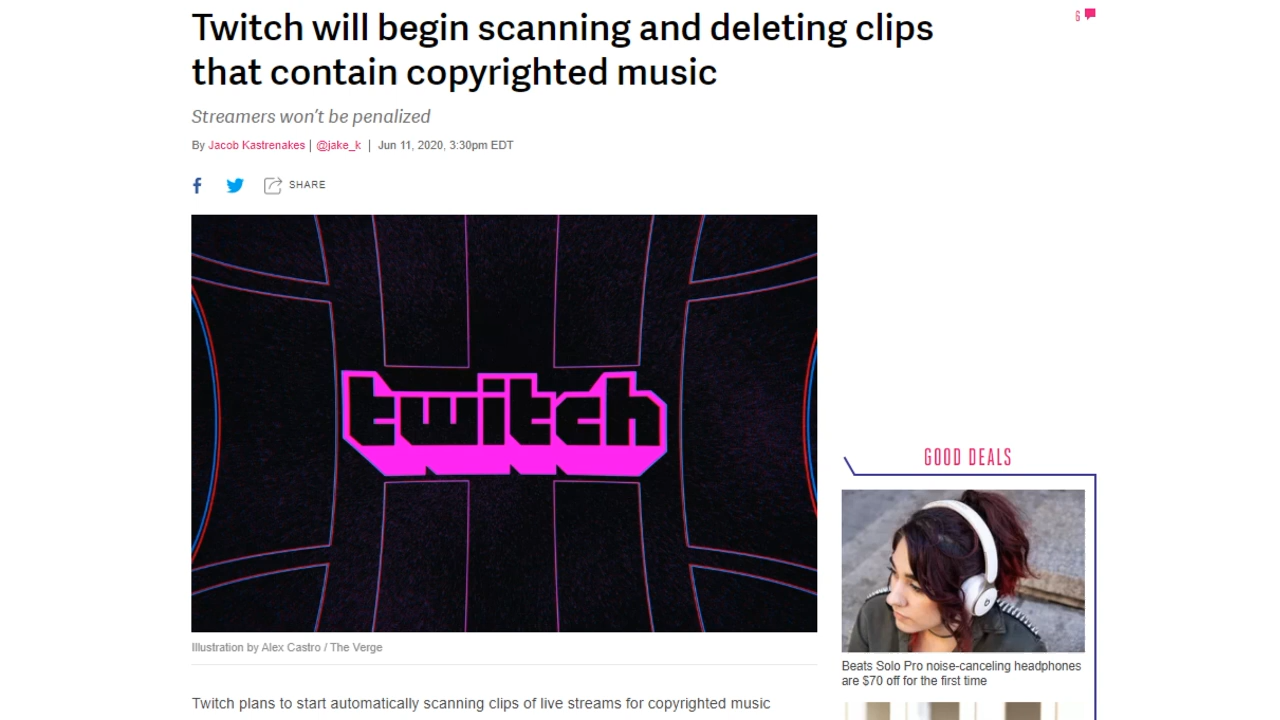 Twitch will begin scanning and deleting clips
that contain copyrighted music
6
Streamers won't be penalized
By Jacob Kastrenakes | @jake_k | Jun 11, 2020, 3:30pm EDT
SHARE
twitch
Illustration by Alex Castro / The Verge
Twitch plans to start automatically scanning clips of live streams for copyrighted music
GOOD DEALS
Beats Solo Pro noise-canceling headphones
are $70 off for the first time